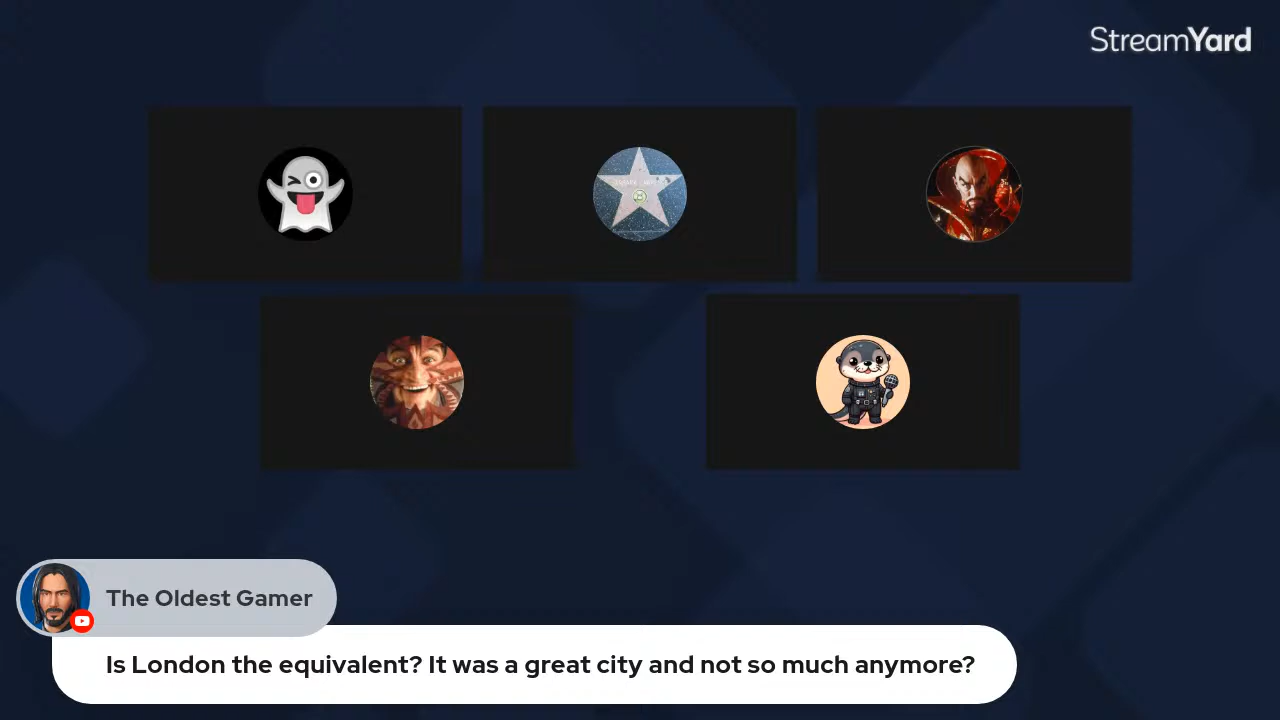 StreamYard
The Oldest Gamer
Is London the equivalent? It was a great city and not so much anymore?